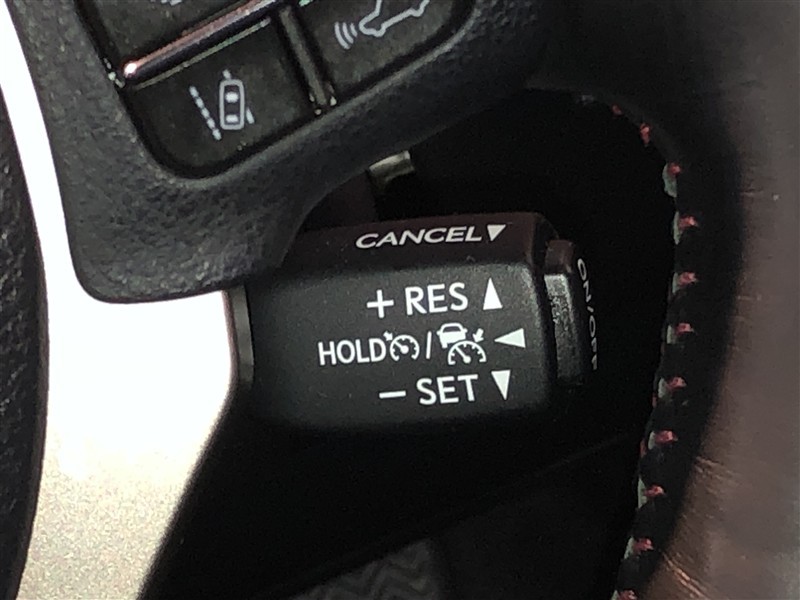 CANCEL▼
+ RES ▲
HOLD / ◀
− SET ▼
ON/OFF